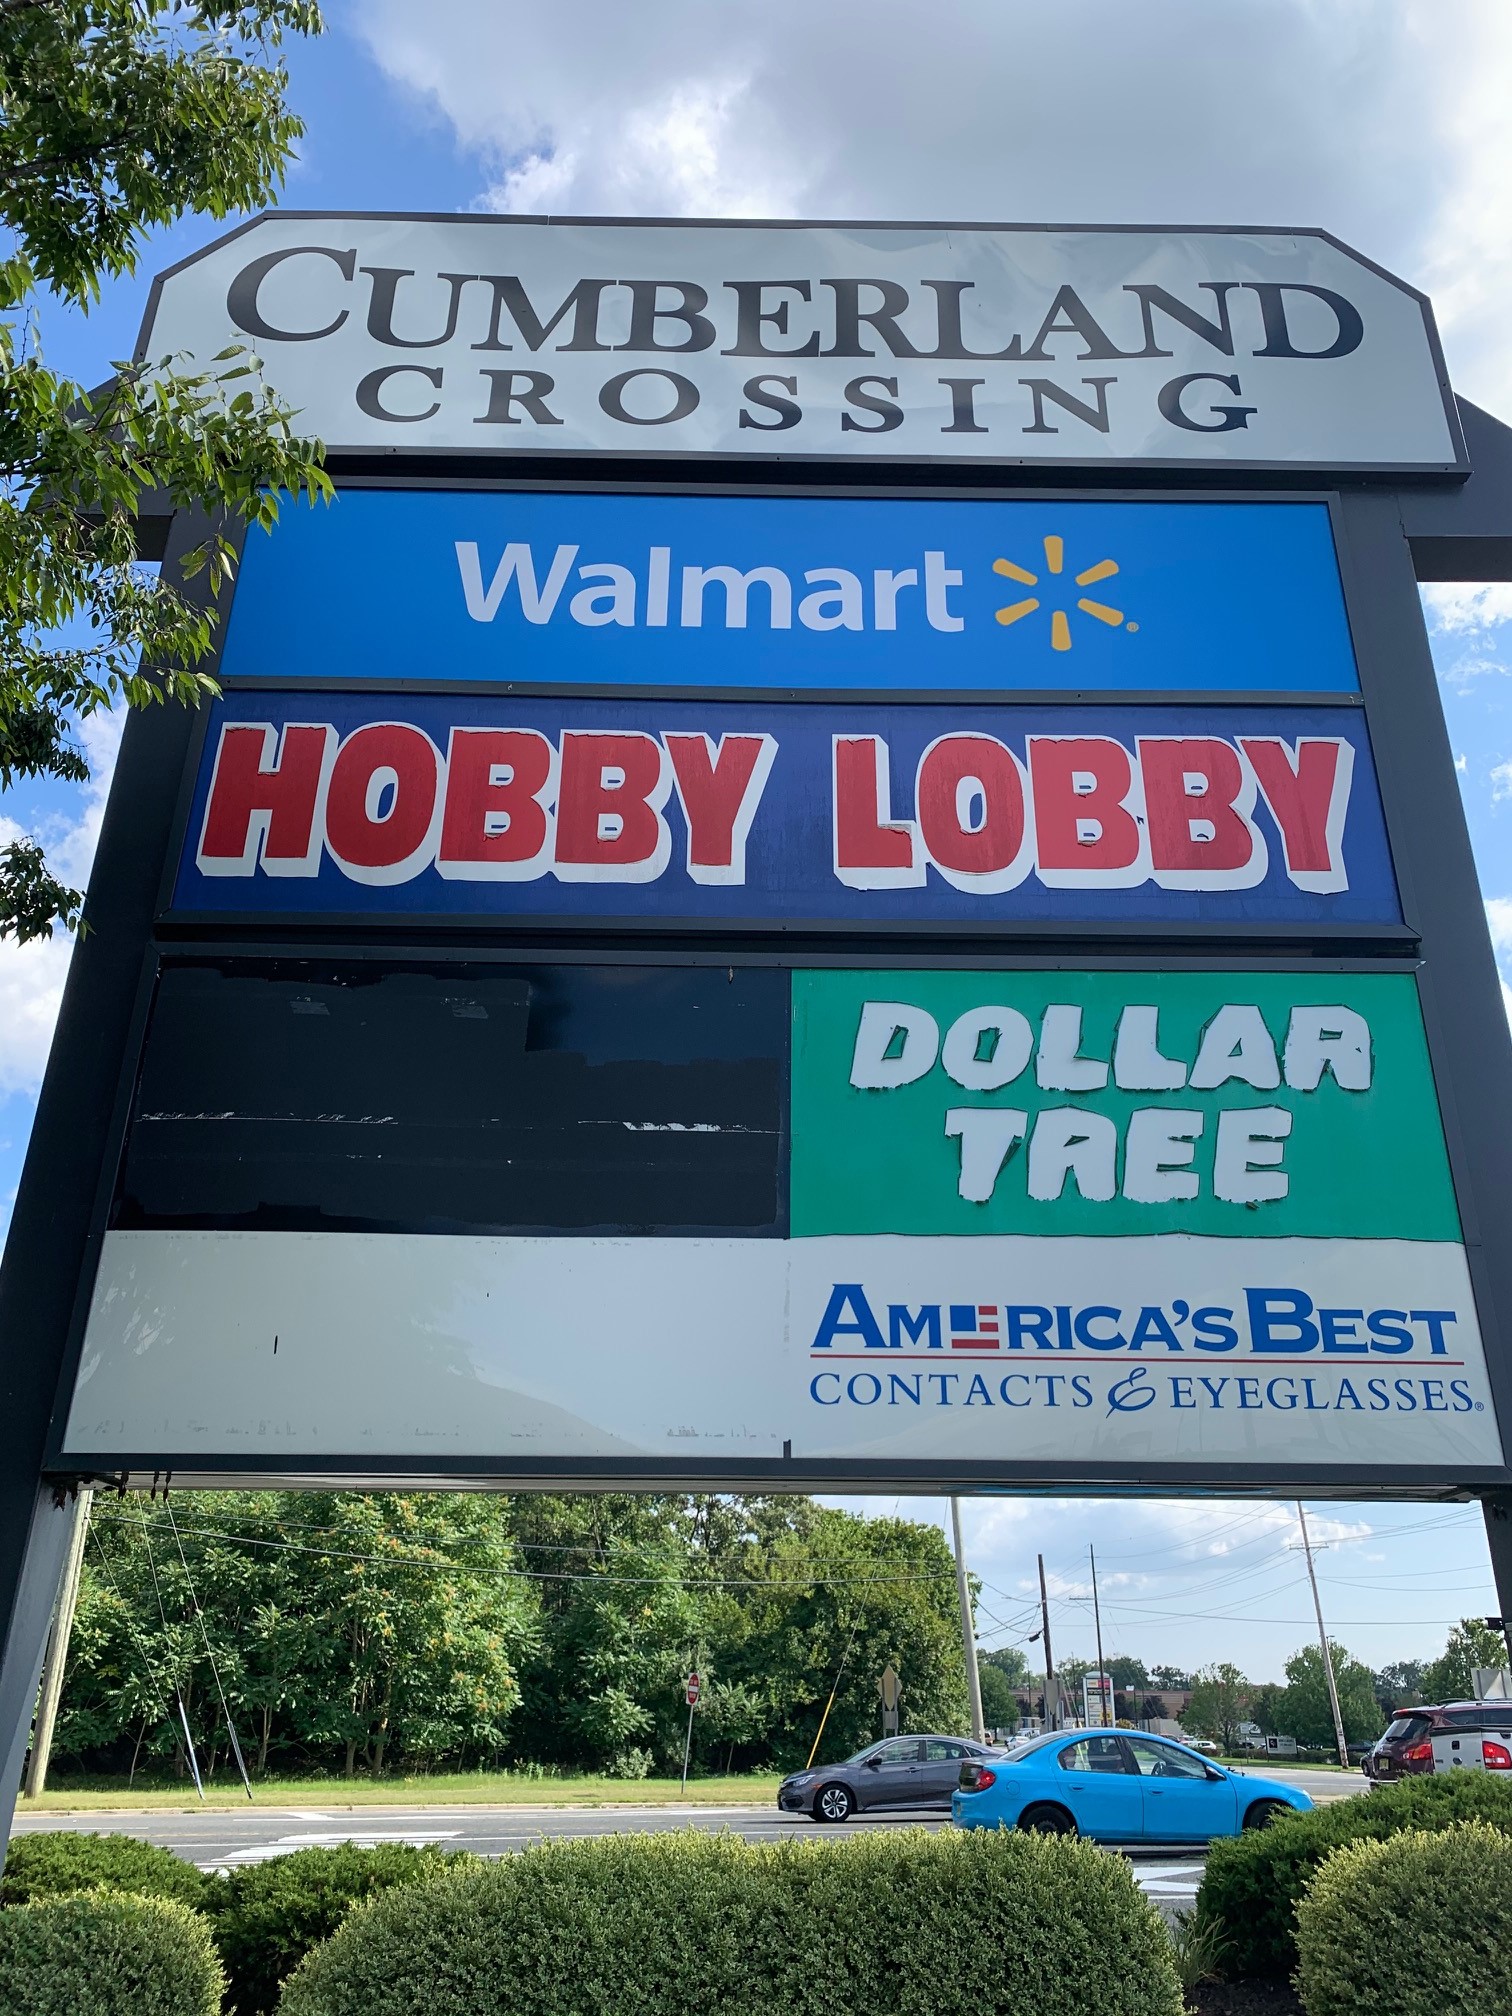 CUMBERLAND
CROSSING
Walmart
HOBBY LOBBY
DOLLAR
TREE
AMERICA'S BEST
CONTACTS & EYEGLASSES®